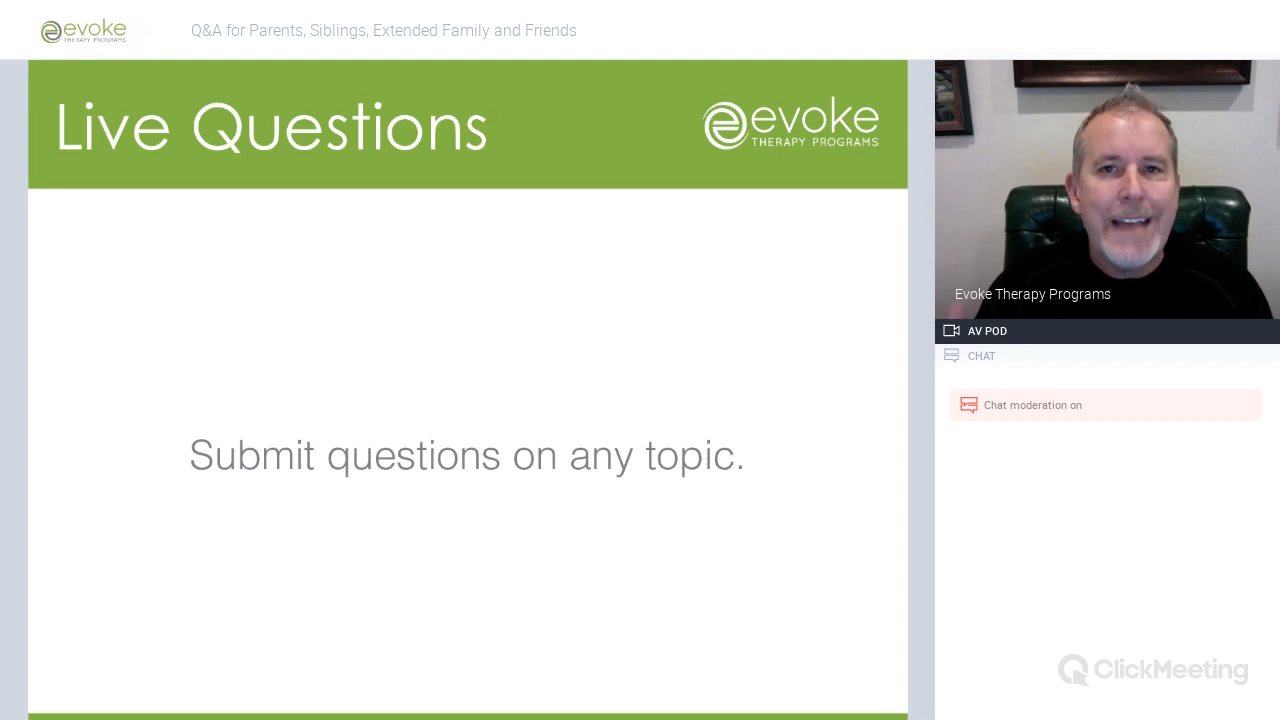 evoke
THERAPY PROGRAMS
Q&A for Parents, Siblings, Extended Family and Friends
Live Questions
evoke
THERAPY PROGRAMS
Submit questions on any topic.
Evoke Therapy Programs
AV POD
CHAT
Chat moderation on
ClickMeeting